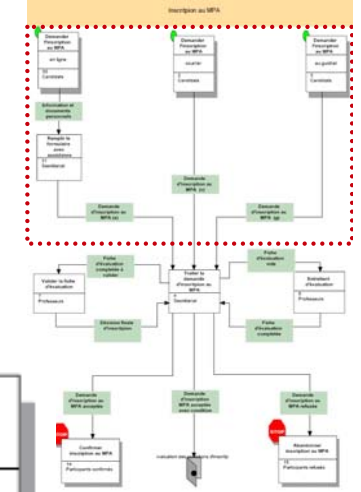 Inscription au MPA
Demander
l'inscription
au MPA
en ligne
Candidats
Demander
l'inscription
au MPA
courrier
Candidats
Demander
l'inscription
au MPA
au guichet
Candidats
Information et
documents
personnels
Remplir le
formulaire
avec
assistance
Secrétariat
Demande
d'inscription au
MPA (e)
Demande
d'inscription au
MPA (c)
Demande
d'inscription au
MPA (g)
Fiche
d'évaluation
complétée à
valider
Fiche
d'évaluation
vide
Valider la fiche
d'évaluation
Professeurs
Traiter la
demande
d'inscription au
MPA
Secrétariat
Entretient
d'évaluation
Professeurs
Décision finale
d'inscription
Fiche
d'évaluation
complétée
Demande
d'inscription au
MPA acceptée
Demande
d'inscription au
MPA acceptée
avec condition
Demande
d'inscription au
MPA refusée
STOP
Confirmer
inscription au MPA
Participants confirmés
STOP
Abandonner
inscription au MPA
Participants refusés